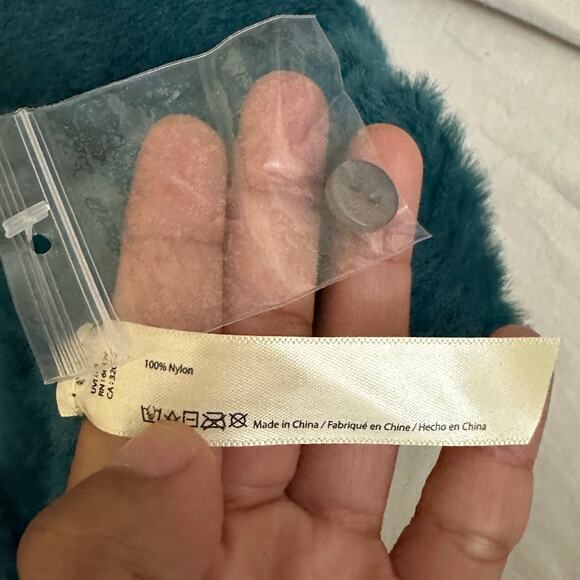 100% Nylon
Made in China / Fabriqué en Chine / Hecho en China